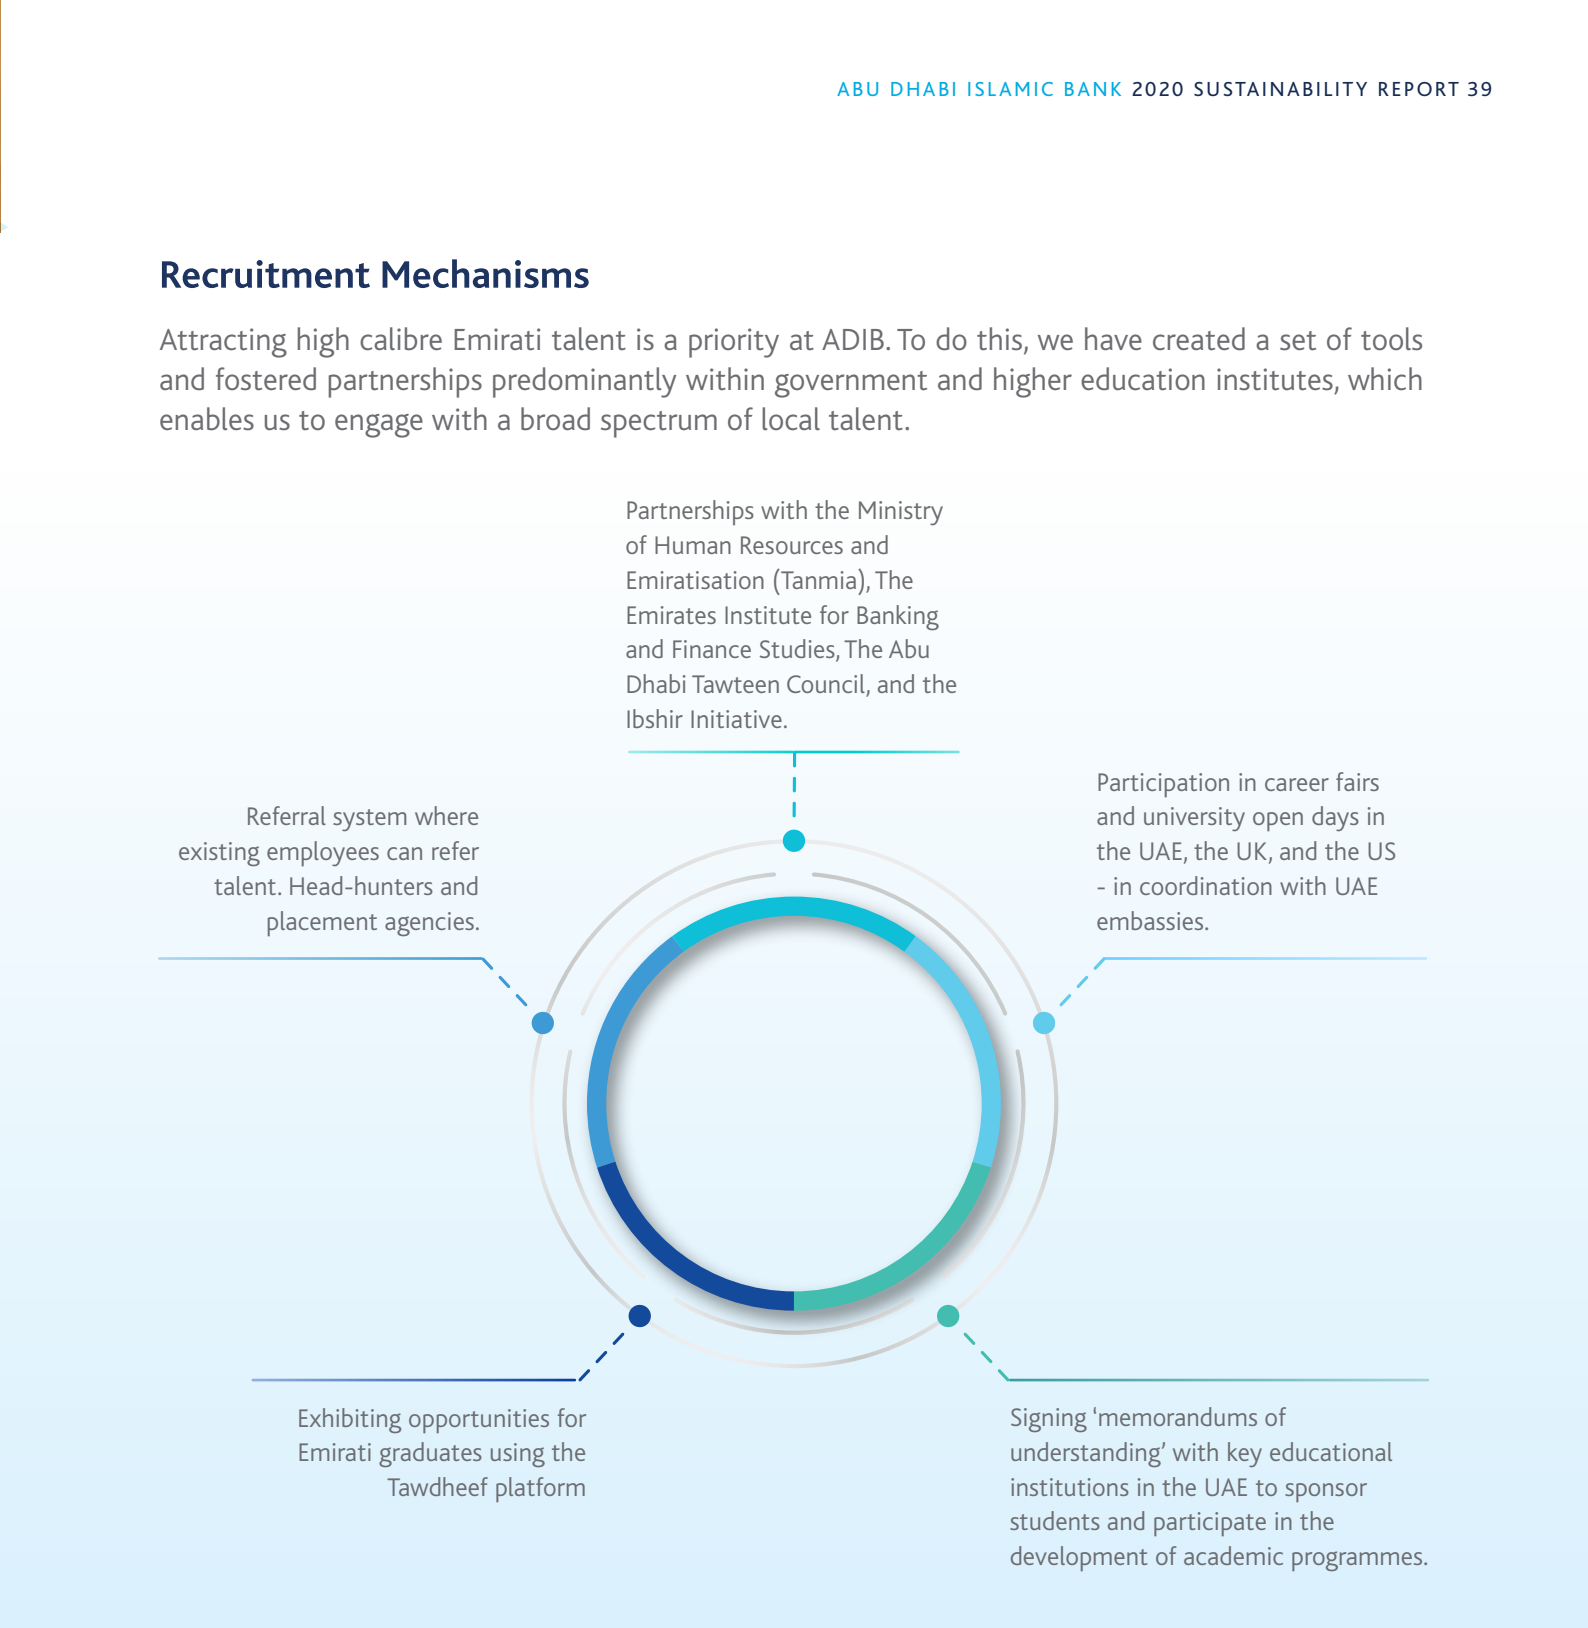 ABU DHABI ISLAMIC BANK 2020 SUSTAINABILITY REPORT 39
Recruitment Mechanisms
Attracting high calibre Emirati talent is a priority at ADIB. To do this, we have created a set of tools
and fostered partnerships predominantly within government and higher education institutes, which
enables us to engage with a broad spectrum of local talent.
Partnerships with the Ministry
of Human Resources and
Emiratisation (Tanmia), The
Emirates Institute for Banking
and Finance Studies, The Abu
Dhabi Tawteen Council, and the
Ibshir Initiative.
Referral system where
existing employees can refer
talent. Head-hunters and
placement agencies.
Participation in career fairs
and university open days in
the UAE, the UK, and the US
- in coordination with UAE
embassies.
Exhibiting opportunities for
Emirati graduates using the
Tawdheef platform
Signing ‘memorandums of
understanding’ with key educational
institutions in the UAE to sponsor
students and participate in the
development of academic programmes.